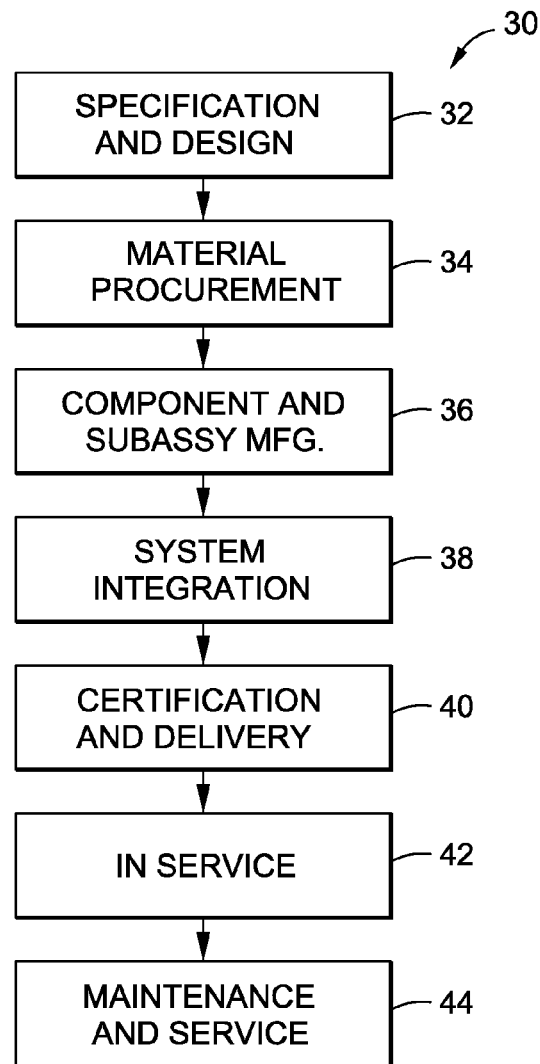 30
SPECIFICATION
AND DESIGN
32
MATERIAL
PROCUREMENT
34
COMPONENT AND
SUBASSY MFG.
36
SYSTEM
INTEGRATION
38
CERTIFICATION
AND DELIVERY
40
IN SERVICE
42
MAINTENANCE
AND SERVICE
44